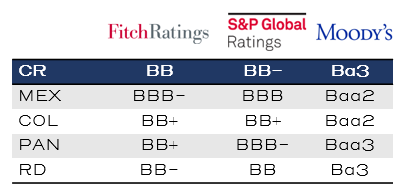 FitchRatings S&P Global Ratings MOODY'S
CR BB BB- Ba3
MEX BBB- BBB Baa2
COL BB+ BB+ Baa2
PAN BB+ BBB- Baa3
RD BB- BB Ba3